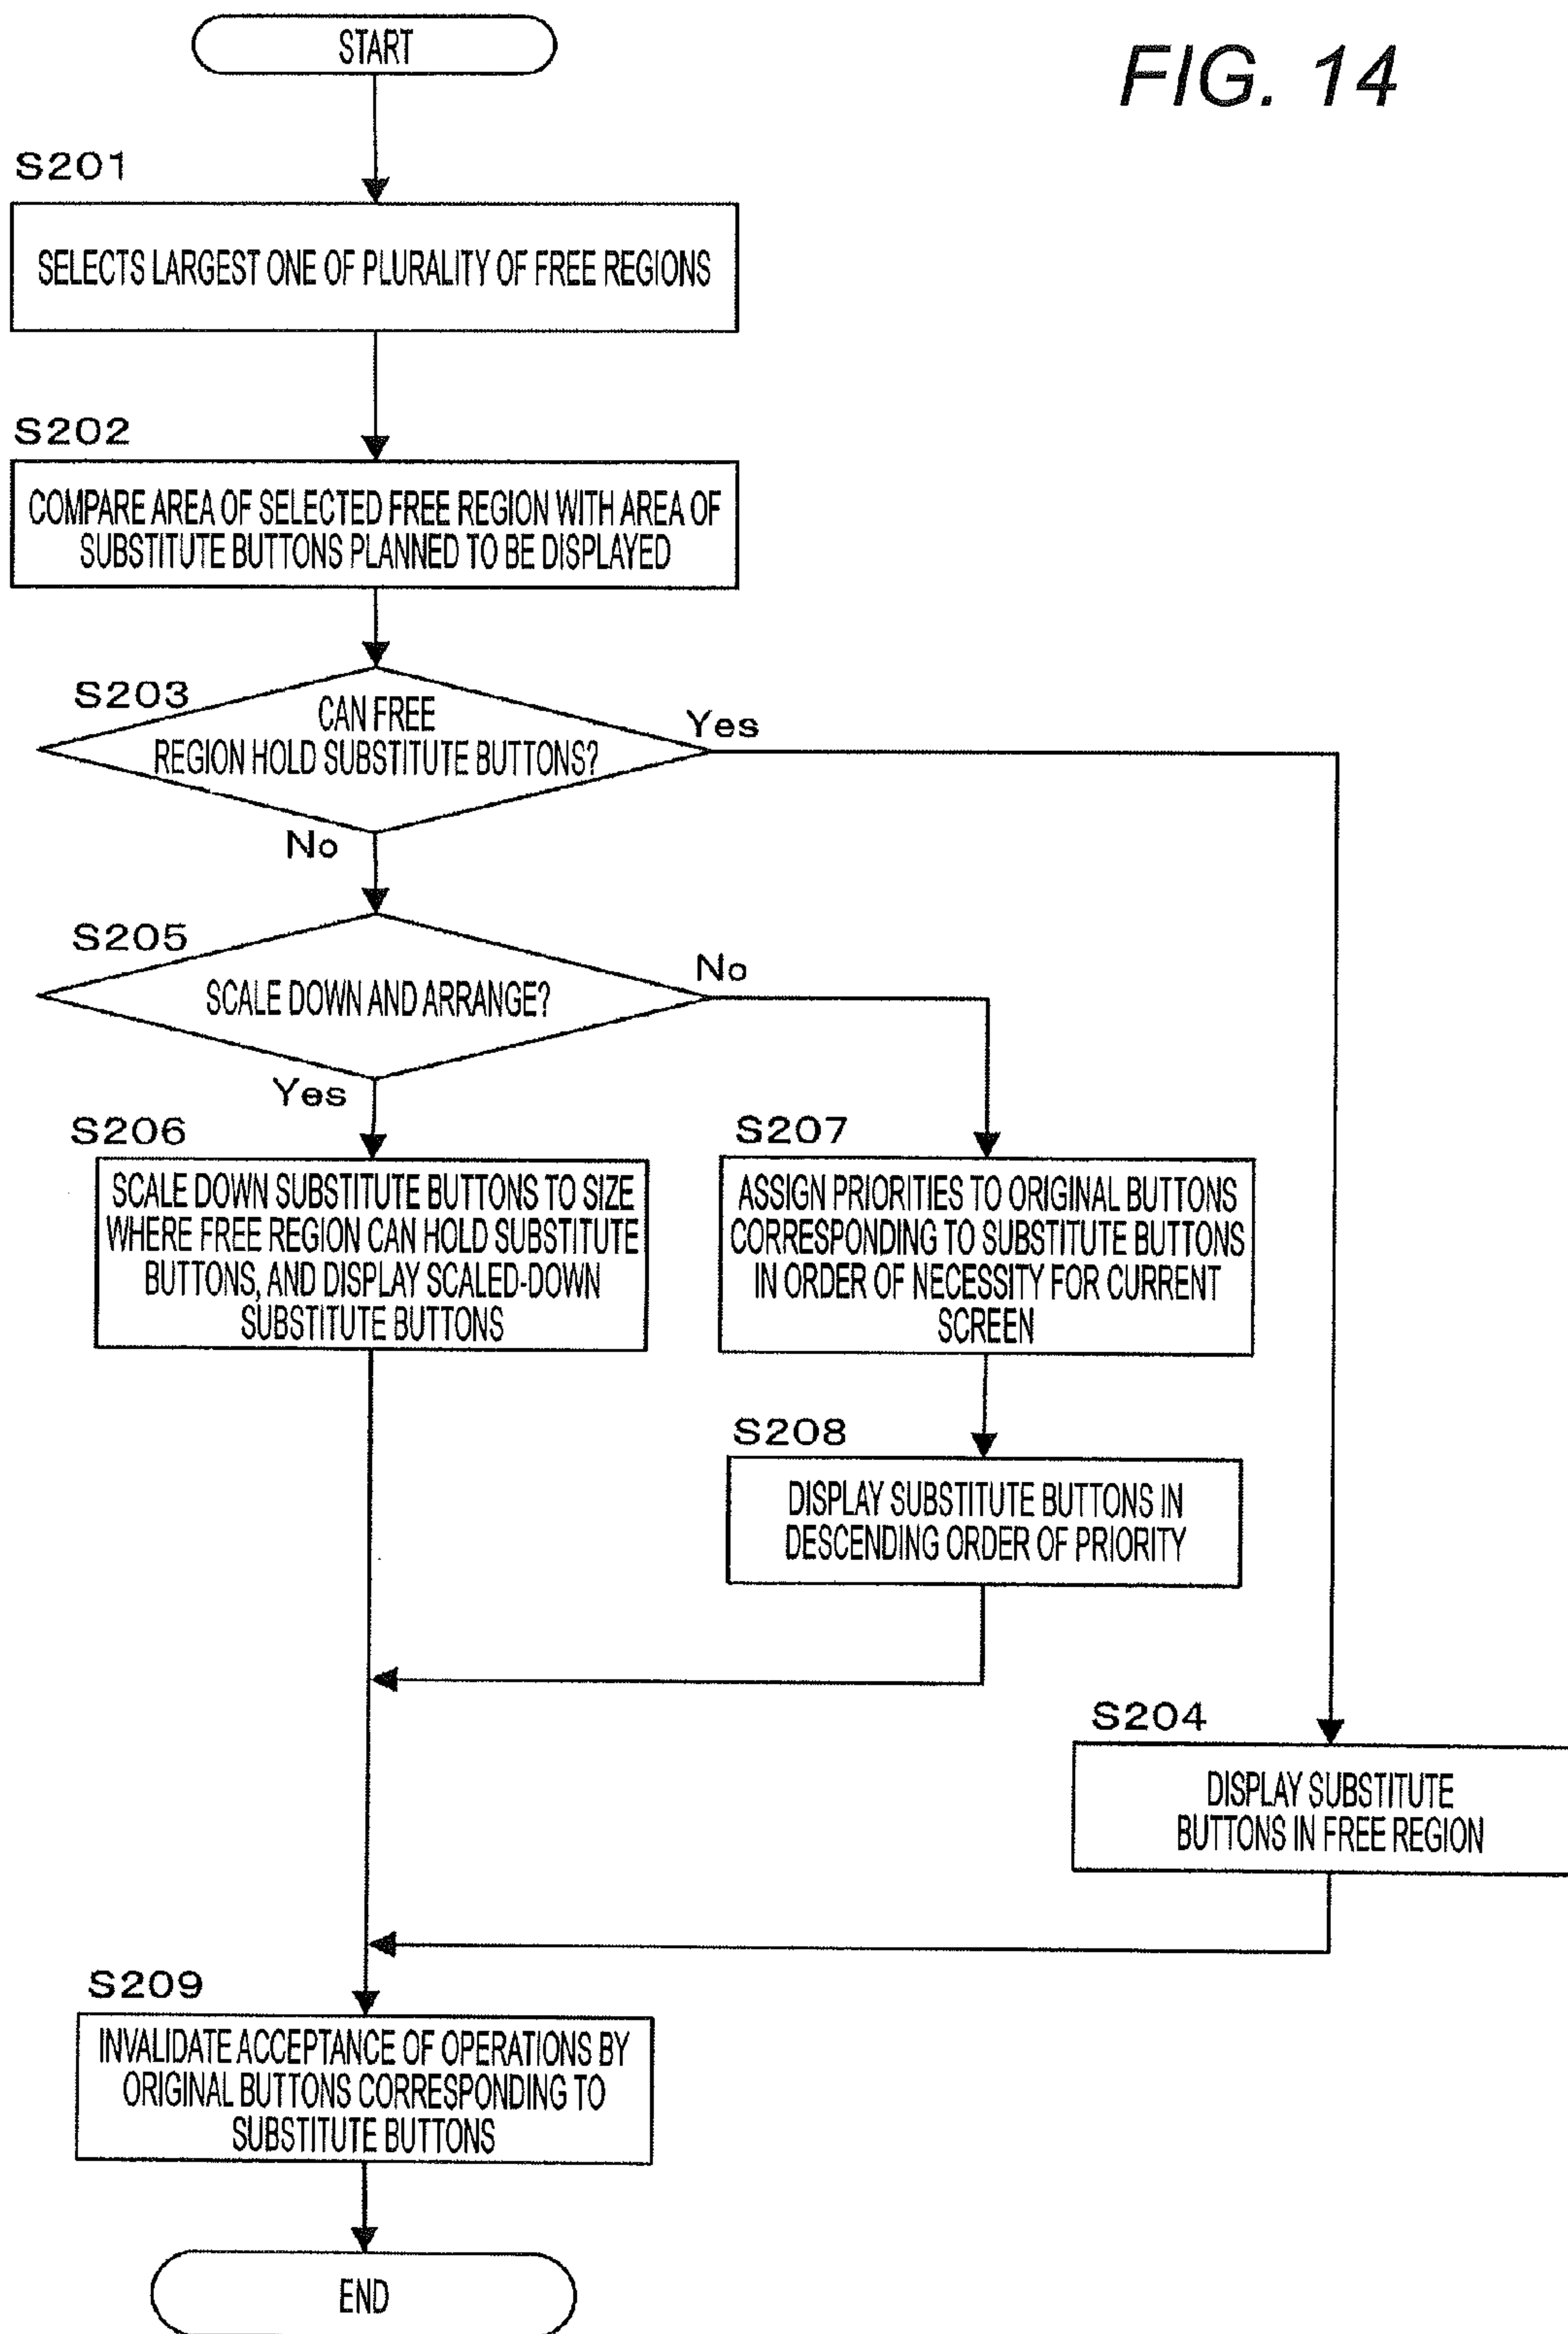 FIG. 14
START
S201
SELECTS LARGEST ONE OF PLURALITY OF FREE REGIONS
S202
COMPARE AREA OF SELECTED FREE REGION WITH AREA OF
SUBSTITUTE BUTTONS PLANNED TO BE DISPLAYED
S203
CAN FREE
REGION HOLD SUBSTITUTE BUTTONS?
Yes
No
S205
SCALE DOWN AND ARRANGE?
No
Yes
S206
SCALE DOWN SUBSTITUTE BUTTONS TO SIZE
WHERE FREE REGION CAN HOLD SUBSTITUTE
BUTTONS, AND DISPLAY SCALED-DOWN
SUBSTITUTE BUTTONS
S207
ASSIGN PRIORITIES TO ORIGINAL BUTTONS
CORRESPONDING TO SUBSTITUTE BUTTONS
IN ORDER OF NECESSITY FOR CURRENT
SCREEN
S208
DISPLAY SUBSTITUTE BUTTONS IN
DESCENDING ORDER OF PRIORITY
S204
DISPLAY SUBSTITUTE
BUTTONS IN FREE REGION
S209
INVALIDATE ACCEPTANCE OF OPERATIONS BY
ORIGINAL BUTTONS CORRESPONDING TO
SUBSTITUTE BUTTONS
END